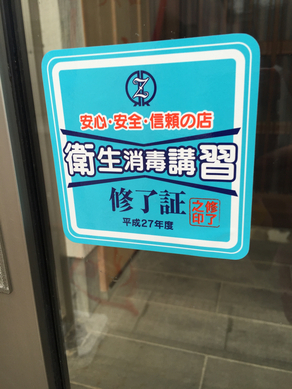 安心・安全・信頼の店
衛生消毒講習
修了証
平成27年度
修了之印